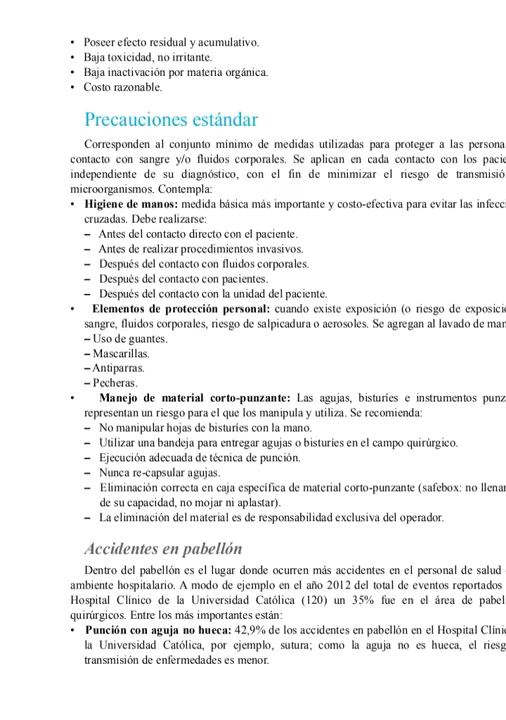 • Poseer efecto residual y acumulativo.
• Baja toxicidad, no irritante.
• Baja inactivación por materia orgánica.
• Costo razonable.
Precauciones estándar
Corresponden al conjunto mínimo de medidas utilizadas para proteger a las persona
contacto con sangre y/o fluidos corporales. Se aplican en cada contacto con los pacie
independiente de su diagnóstico, con el fin de minimizar el riesgo de transmisió
microorganismos. Contempla:
• Higiene de manos: medida básica más importante y costo-efectiva para evitar las infecci
cruzadas. Debe realizarse:
– Antes del contacto directo con el paciente.
– Antes de realizar procedimientos invasivos.
– Después del contacto con fluidos corporales.
– Después del contacto con pacientes.
– Después del contacto con la unidad del paciente.
• Elementos de protección personal: cuando existe exposición (o riesgo de exposició
sangre, fluidos corporales, riesgo de salpicadura o aerosoles. Se agregan al lavado de man
– Uso de guantes.
– Mascarillas.
– Antiparras.
– Pecheras.
• Manejo de material corto-punzante: Las agujas, bisturíes e instrumentos punz
representan un riesgo para el que los manipula y utiliza. Se recomienda:
– No manipular hojas de bisturíes con la mano.
– Utilizar una bandeja para entregar agujas o bisturíes en el campo quirúrgico.
– Ejecución adecuada de técnica de punción.
– Nunca re-capsular agujas.
– Eliminación correcta en caja específica de material corto-punzante (safebox: no llenar
de su capacidad, no mojar ni aplastar).
– La eliminación del material es de responsabilidad exclusiva del operador.
Accidentes en pabellón
Dentro del pabellón es el lugar donde ocurren más accidentes en el personal de salud
ambiente hospitalario. A modo de ejemplo en el año 2012 del total de eventos reportados
Hospital Clínico de la Universidad Católica (120) un 35% fue en el área de pabel
quirúrgicos. Entre los más importantes están:
• Punción con aguja no hueca: 42,9% de los accidentes en pabellón en el Hospital Clíni
la Universidad Católica, por ejemplo, sutura; como la aguja no es hueca, el riesg
transmisión de enfermedades es menor.